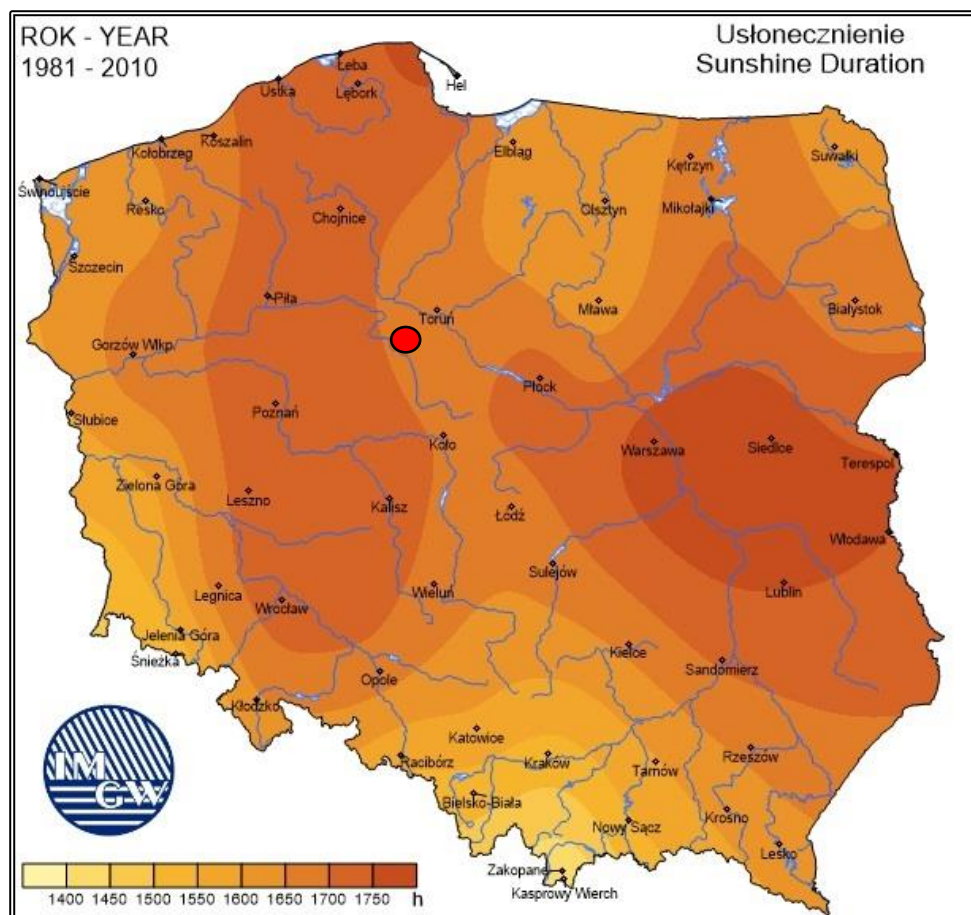 ROK - YEAR
1981 - 2010
Usłonecznienie
Sunshine Duration
Łeba
Hel
Ustka
Lębork
Koszalin
Kołobrzeg
Elbląg
Kętrzyn
Suwałki
Świnoujście
Resko
Chojnice
Olsztyn
Mikołajki
Szczecin
Piła
Toruń
Mława
Białystok
Gorzów Wlkp.
Płock
Słubice
Poznań
Koło
Warszawa
Siedlce
Terespol
Zielona Góra
Leszno
Kalisz
Łódź
Włodawa
Sulejów
Legnica
Wrocław
Wieluń
Lublin
Jelenia Góra
Śnieżka
Kielce
Sandomierz
Opole
Kłodzko
Katowice
Racibórz
Kraków
Tarnów
Rzeszów
Bielsko-Biała
Nowy Sącz
Krosno
Lesko
Zakopane
Kasprowy Wierch
IM
GW
1400 1450 1500 1550 1600 1650 1700 1750 h